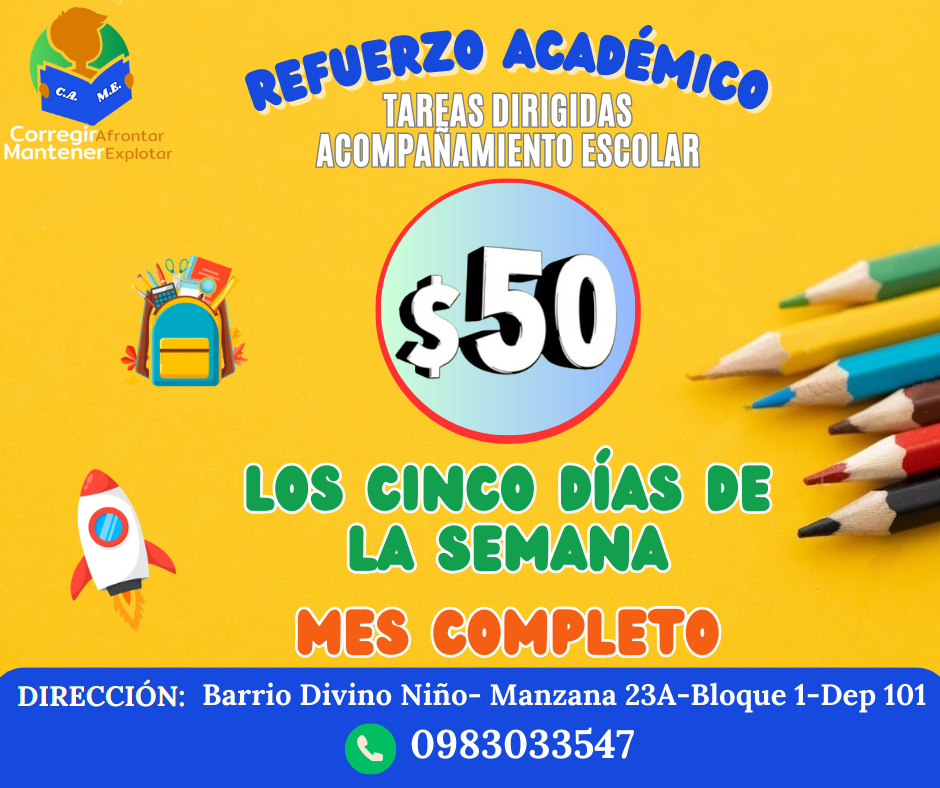 C.A. M.E.
Corregir Afrontar
Mantener Explotar
REFUERZO ACADÉMICO
TAREAS DIRIGIDAS
ACOMPAÑAMIENTO ESCOLAR
$50
LOS CINCO DÍAS DE
LA SEMANA
MES COMPLETO
DIRECCIÓN: Barrio Divino Niño- Manzana 23A-Bloque 1-Dep 101
0983033547